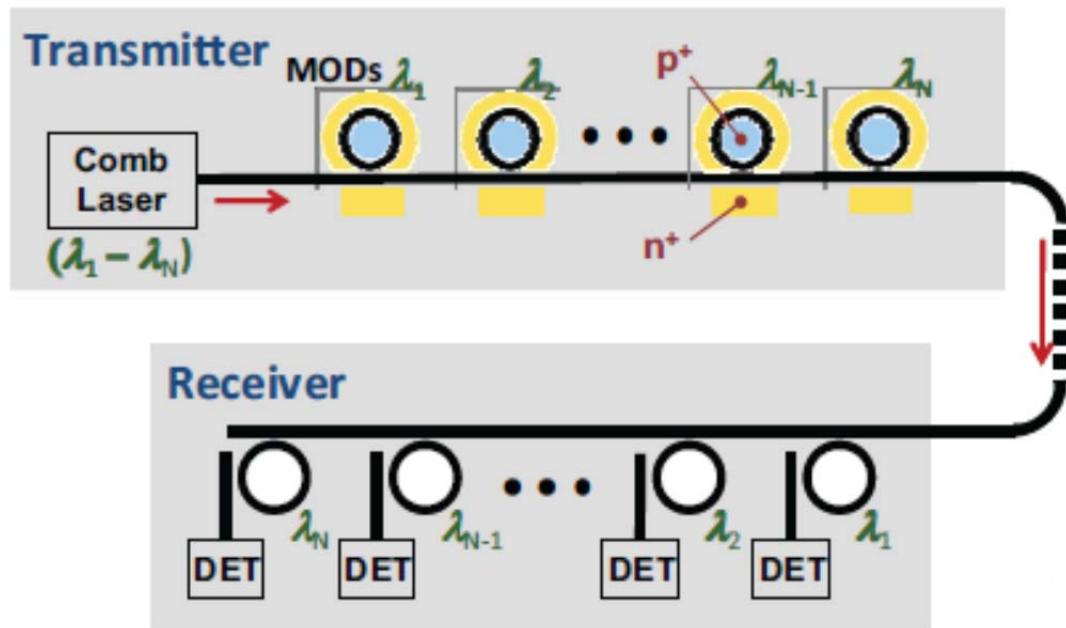 Transmitter
MODs λ₁ λ₂ p⁺ λN-1 λN
Comb
Laser
(λ₁ – λN)
n⁺
Receiver
λN λN-1 λ₂ λ₁
DET DET DET DET